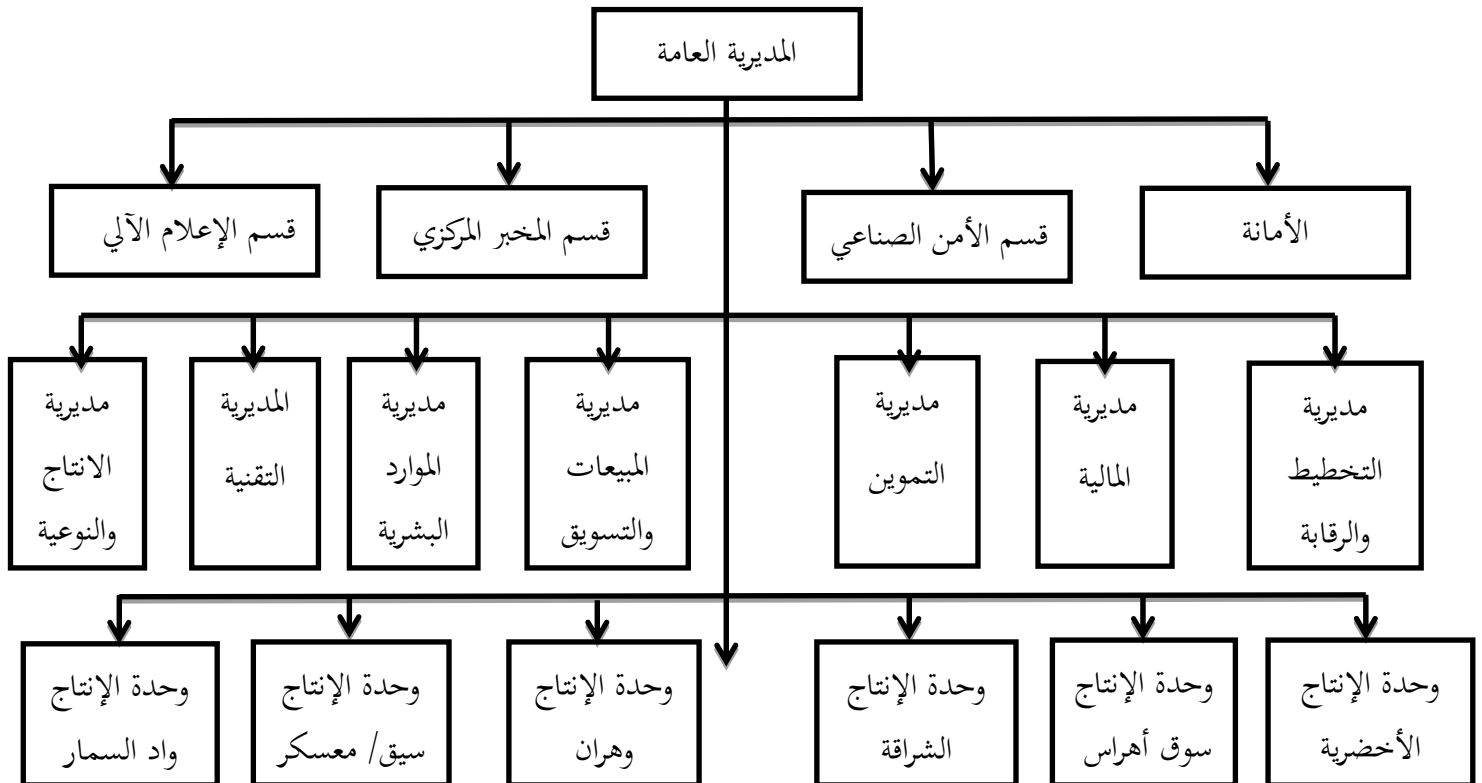 المديرية العامة
الأمانة
قسم الأمن الصناعي
قسم المخبر المركزي
قسم الإعلام الآلي
مديرية
التخطيط
والرقابة
مديرية
المالية
مديرية
التموين
مديرية
المبيعات
والتسويق
مديرية
الموارد
البشرية
المديرية
التقنية
مديرية
الانتاج
والنوعية
وحدة الإنتاج
الأخضرية
وحدة الإنتاج
سوق أهراس
وحدة الإنتاج
الشراقة
وحدة الإنتاج
وهران
وحدة الإنتاج
سيق/ معسكر
وحدة الإنتاج
واد السمار